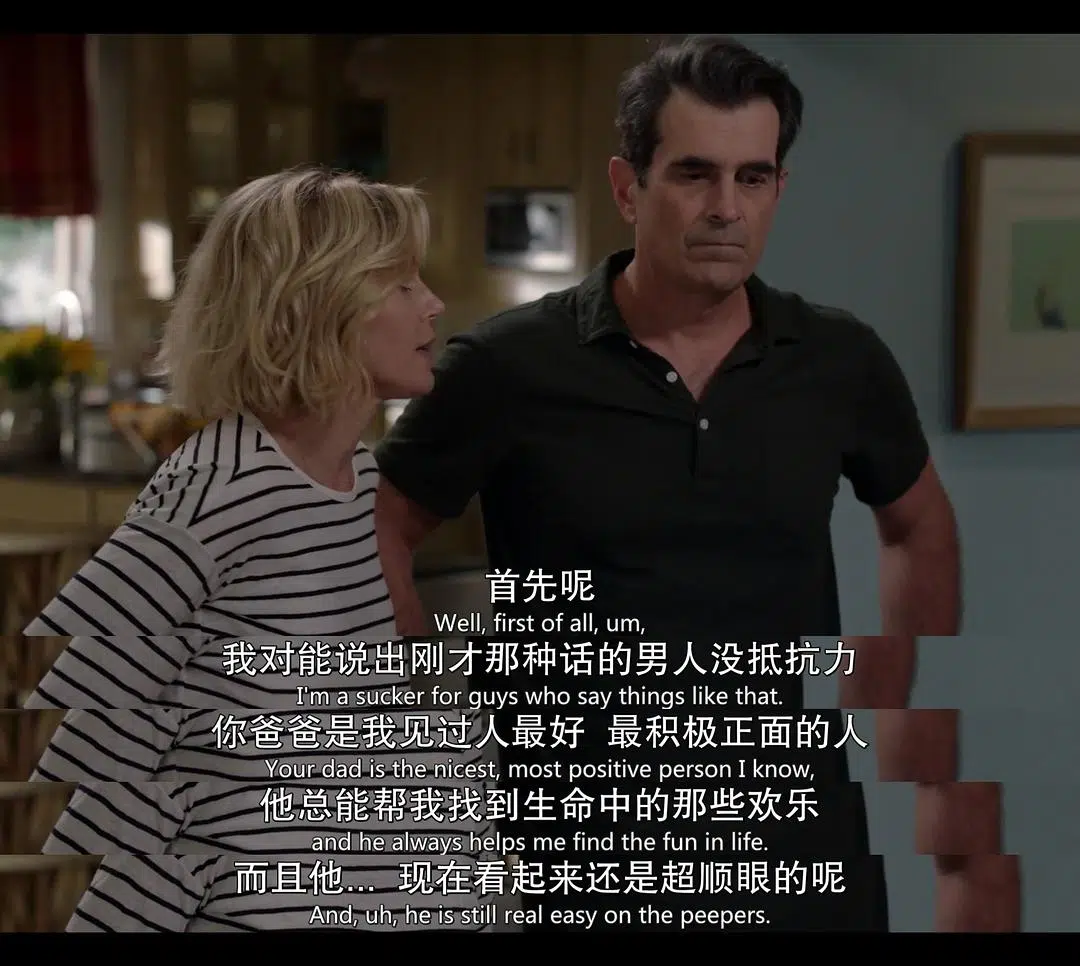 首先呢
Well, first of all, um,
我对能说出刚才那种话的男人没抵抗力
I'm a sucker for guys who say things like that.
你爸爸是我见过人最好 最积极正面的人
Your dad is the nicest, most positive person I know,
他总能帮我找到生命中的那些欢乐
and he always helps me find the fun in life.
而且他... 现在看起来还是超顺眼的呢
And, uh, he is still real easy on the peepers.